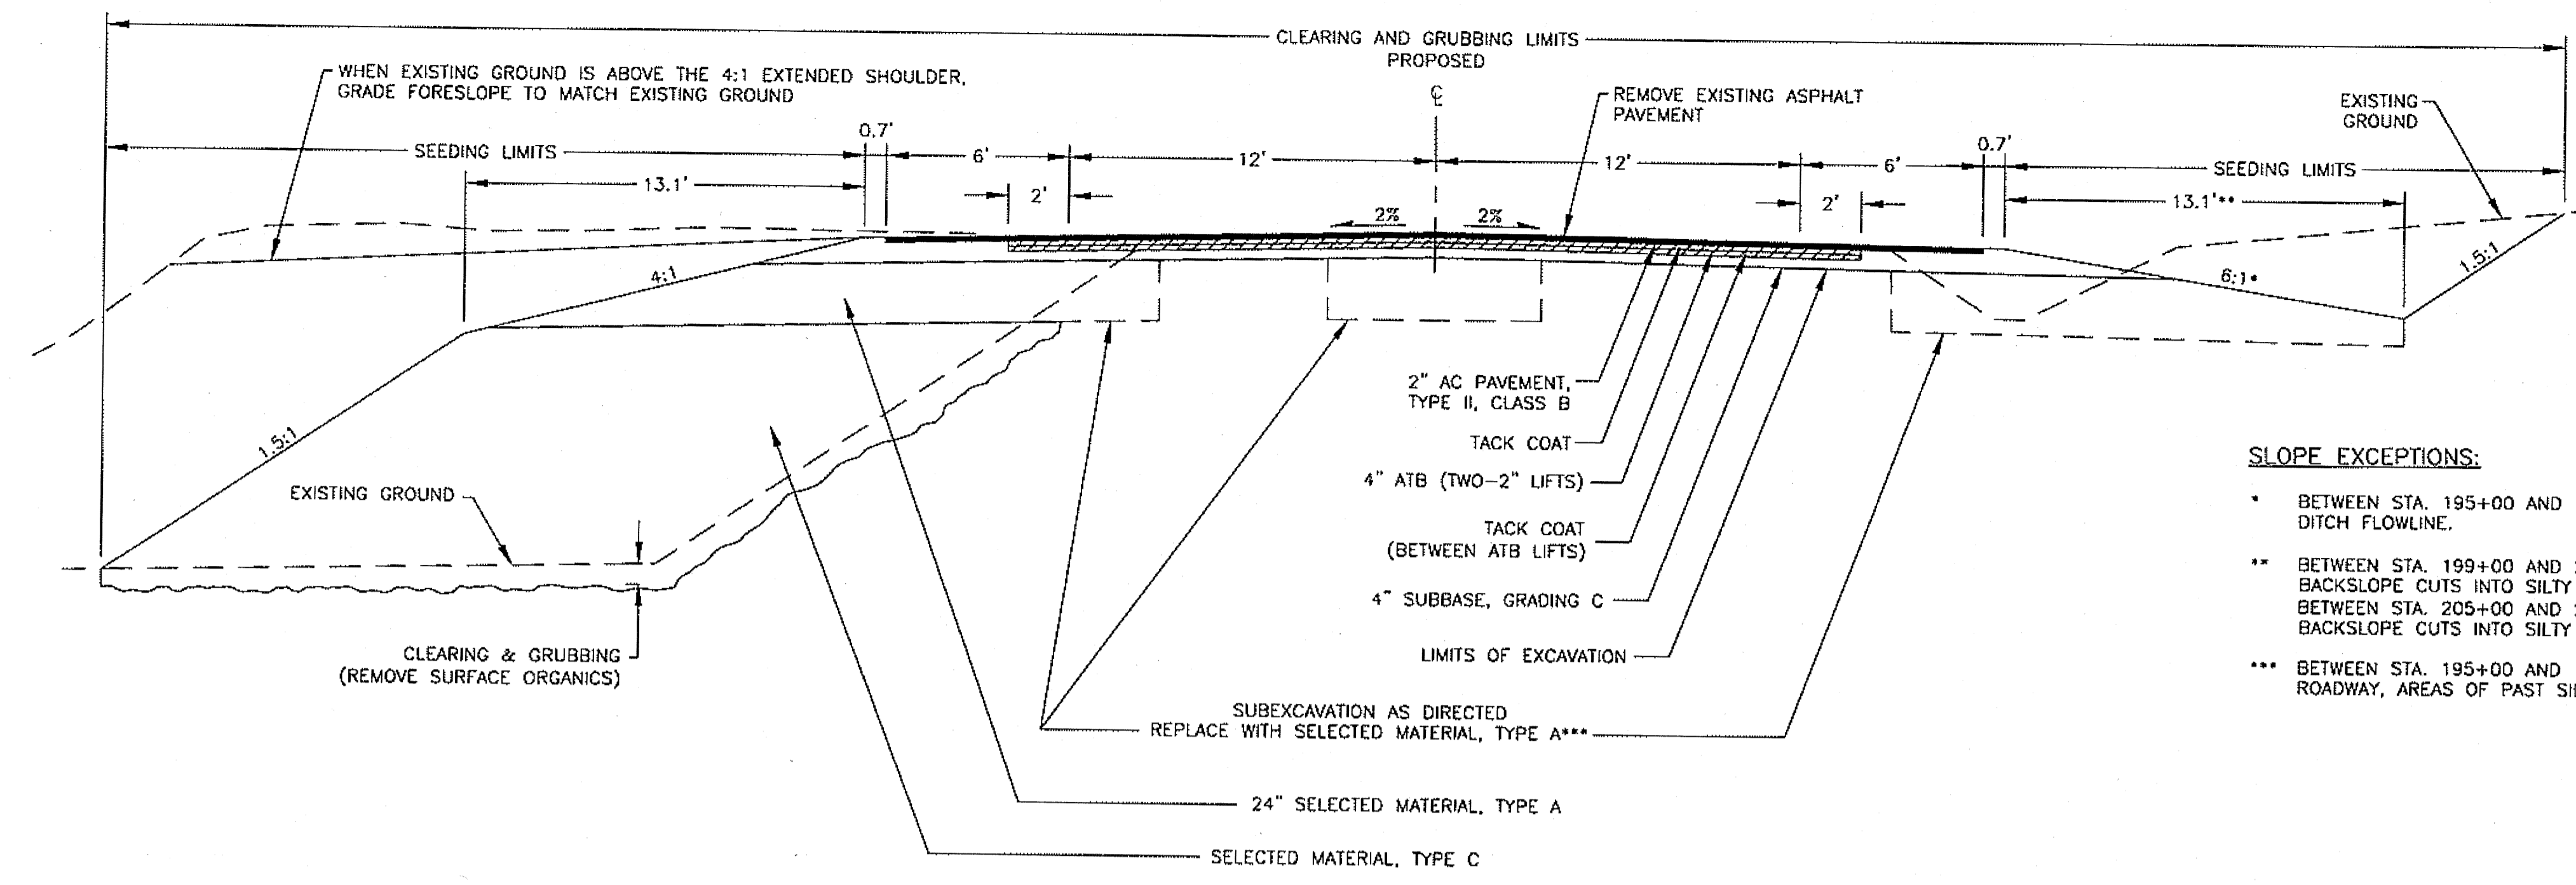 CLEARING AND GRUBBING LIMITS
PROPOSED
℄
WHEN EXISTING GROUND IS ABOVE THE 4:1 EXTENDED SHOULDER,
GRADE FORESLOPE TO MATCH EXISTING GROUND
REMOVE EXISTING ASPHALT
PAVEMENT
EXISTING
GROUND
SEEDING LIMITS
0.7'
6'
12'
12'
6'
0.7'
SEEDING LIMITS
13.1'
2'
2'
13.1'**
2%
2%
4:1
6:1*
1.5:1
1.5:1
EXISTING GROUND
CLEARING & GRUBBING
(REMOVE SURFACE ORGANICS)
2" AC PAVEMENT,
TYPE II, CLASS B
TACK COAT
4" ATB (TWO-2" LIFTS)
TACK COAT
(BETWEEN ATB LIFTS)
4" SUBBASE, GRADING C
LIMITS OF EXCAVATION
SUBEXCAVATION AS DIRECTED
REPLACE WITH SELECTED MATERIAL, TYPE A***
24" SELECTED MATERIAL, TYPE A
SELECTED MATERIAL, TYPE C
SLOPE EXCEPTIONS:
* BETWEEN STA. 195+00 AND
DITCH FLOWLINE.
** BETWEEN STA. 199+00 AND
BACKSLOPE CUTS INTO SILTY
BETWEEN STA. 205+00 AND
BACKSLOPE CUTS INTO SILTY
*** BETWEEN STA. 195+00 AND
ROADWAY, AREAS OF PAST